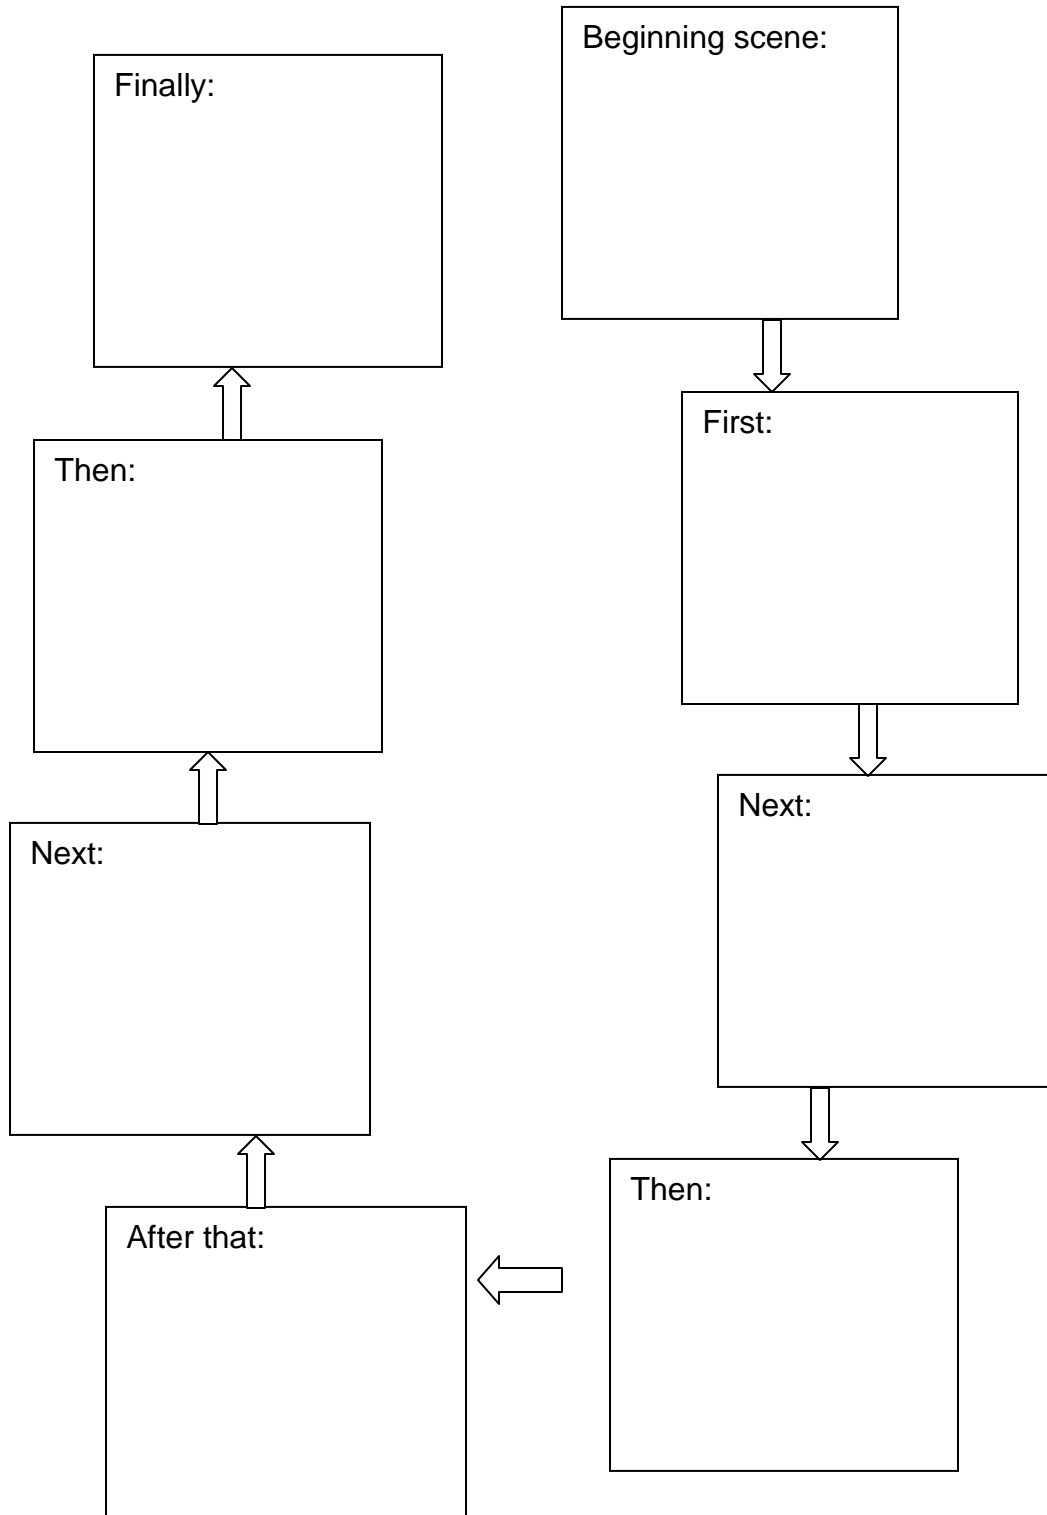 Beginning scene:
First:
Next:
Then:
After that:
Next:
Then:
Finally: